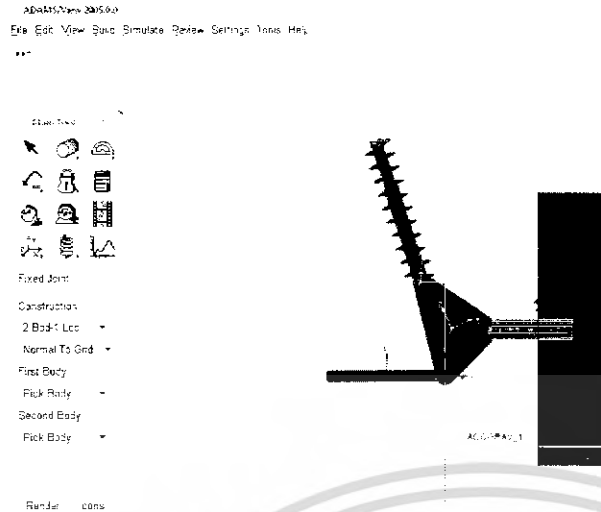 ADAMS/View 2005.0.0
File Edit View Build Simulate Review Settings Tools Help
Fixed Joint
Construction
2 Bod-1 Loc
Normal To Grid
First Body
Pick Body
Second Body
Pick Body
Render Icons